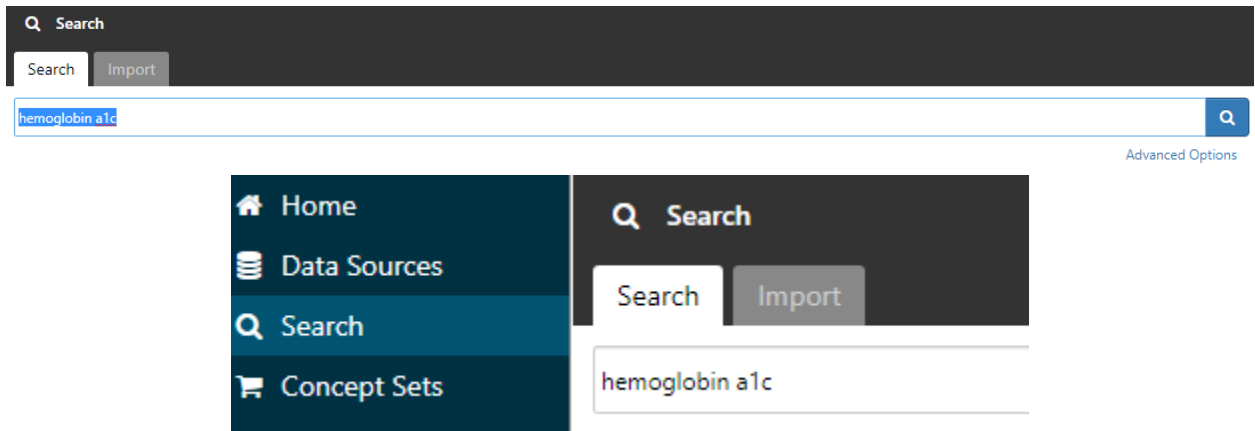 Search
Search Import
hemoglobin a1c
Advanced Options
Home
Data Sources
Search
Concept Sets
Search
Search Import
hemoglobin a1c